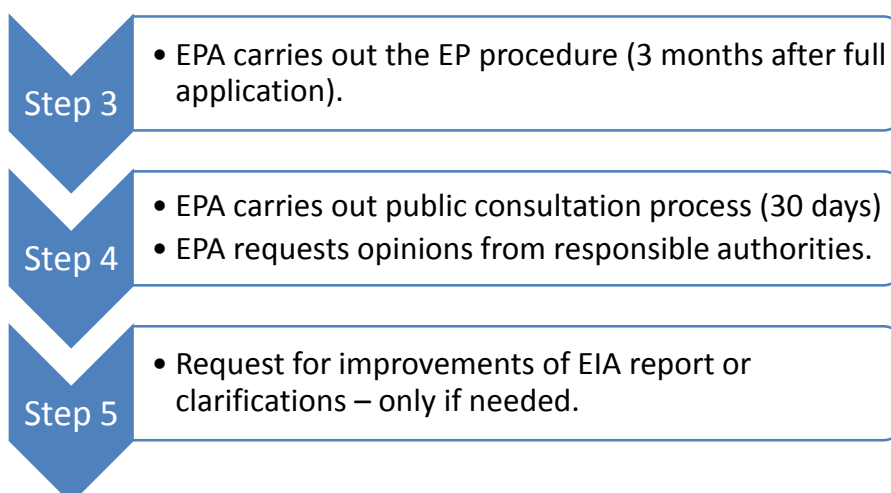 Step 3
• EPA carries out the EP procedure (3 months after full
application).
Step 4
• EPA carries out public consultation process (30 days)
• EPA requests opinions from responsible authorities.
Step 5
• Request for improvements of EIA report or
clarifications – only if needed.